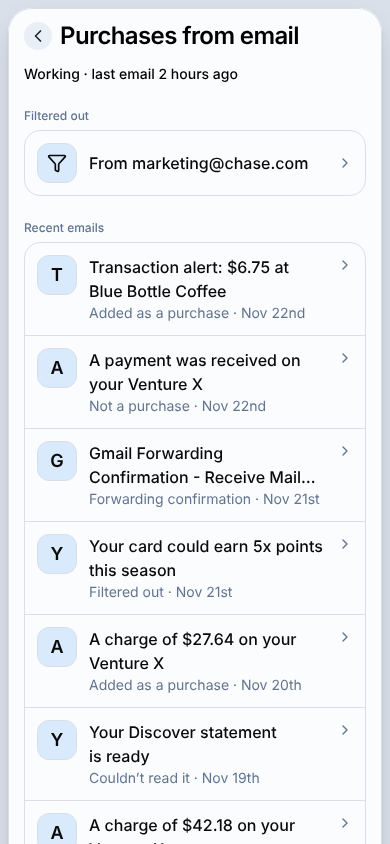 Purchases from email
Working · last email 2 hours ago
Filtered out
From marketing@chase.com
Recent emails
T
Transaction alert: $6.75 at
Blue Bottle Coffee
Added as a purchase · Nov 22nd
A
A payment was received on
your Venture X
Not a purchase · Nov 22nd
G
Gmail Forwarding
Confirmation - Receive Mail...
Forwarding confirmation · Nov 21st
Y
Your card could earn 5x points
this season
Filtered out · Nov 21st
A
A charge of $27.64 on your
Venture X
Added as a purchase · Nov 20th
Y
Your Discover statement
is ready
Couldn’t read it · Nov 19th
A
A charge of $42.18 on your